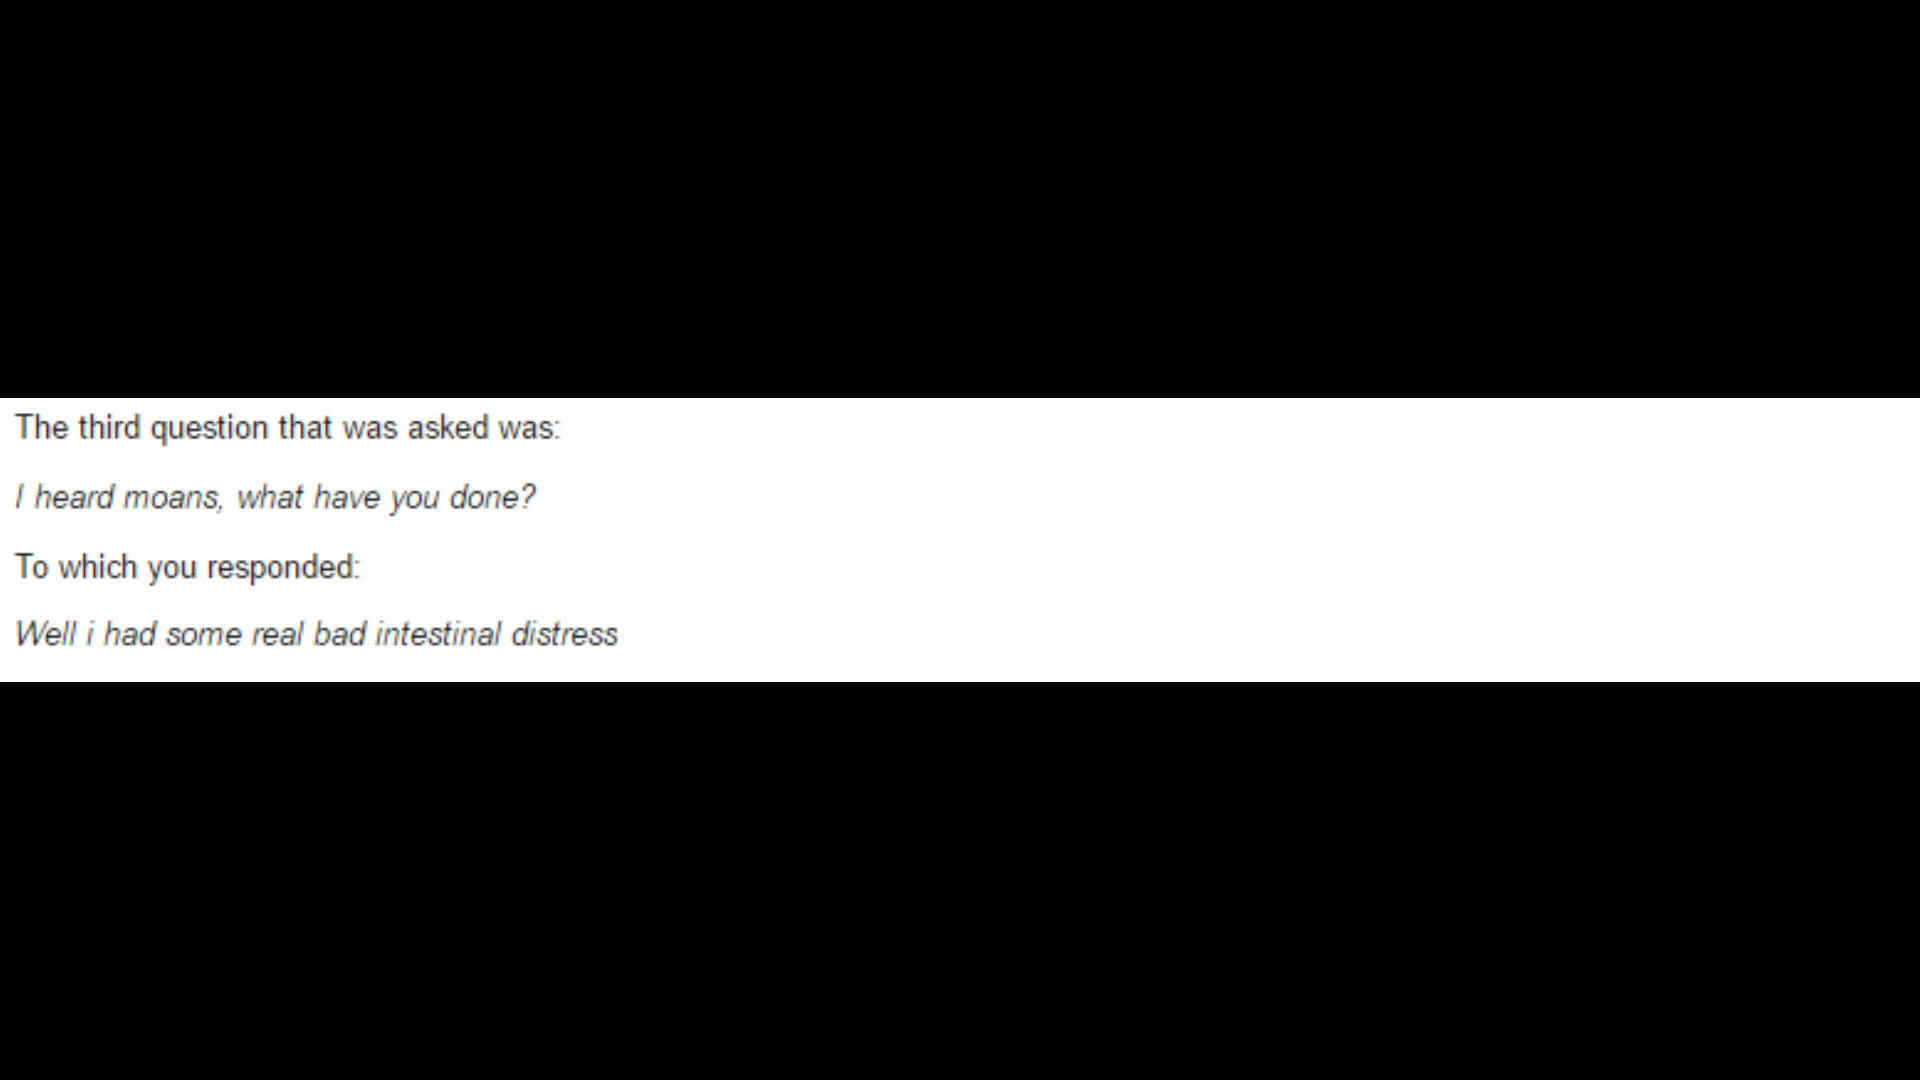 The third question that was asked was:
I heard moans, what have you done?
To which you responded:
Well i had some real bad intestinal distress